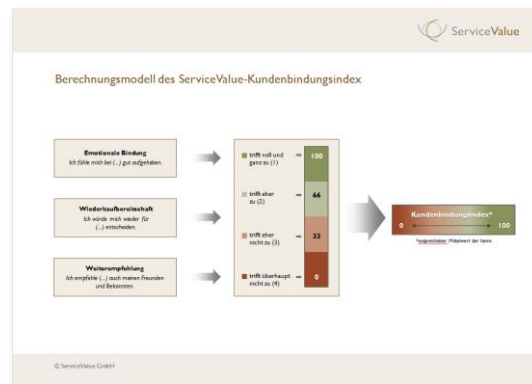 ServiceValue
Berechnungsmodell des ServiceValue-Kundenbindungsindex
Emotionale Bindung
Ich fühle mich bei (...) gut aufgehoben.
Wiederkaufbereitschaft
Ich würde mich wieder für
(...) entscheiden.
Weiterempfehlung
Ich empfehle (...) auch meinen Freunden
und Bekannten.
trifft voll und
ganz zu (1)
100
trifft eher
zu (2)
66
trifft eher
nicht zu (3)
33
trifft überhaupt
nicht zu (4)
0
Kundenbindungsindex*
0 100
*ungewichteter Mittelwert der Items
© ServiceValue GmbH